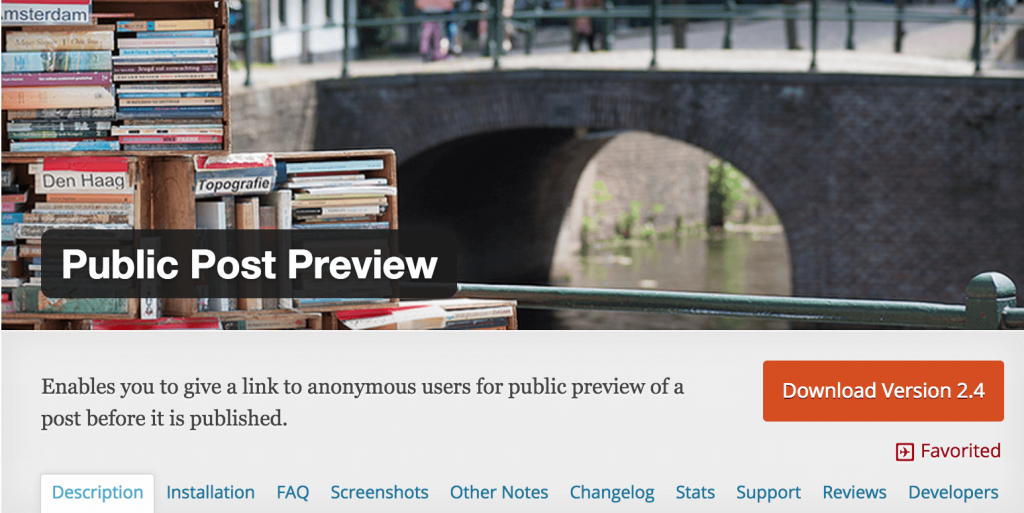 Amsterdam
Den Haag
Topografie
Public Post Preview
Enables you to give a link to anonymous users for public preview of a
post before it is published.
Download Version 2.4
Favorited
Description Installation FAQ Screenshots Other Notes Changelog Stats Support Reviews Developers